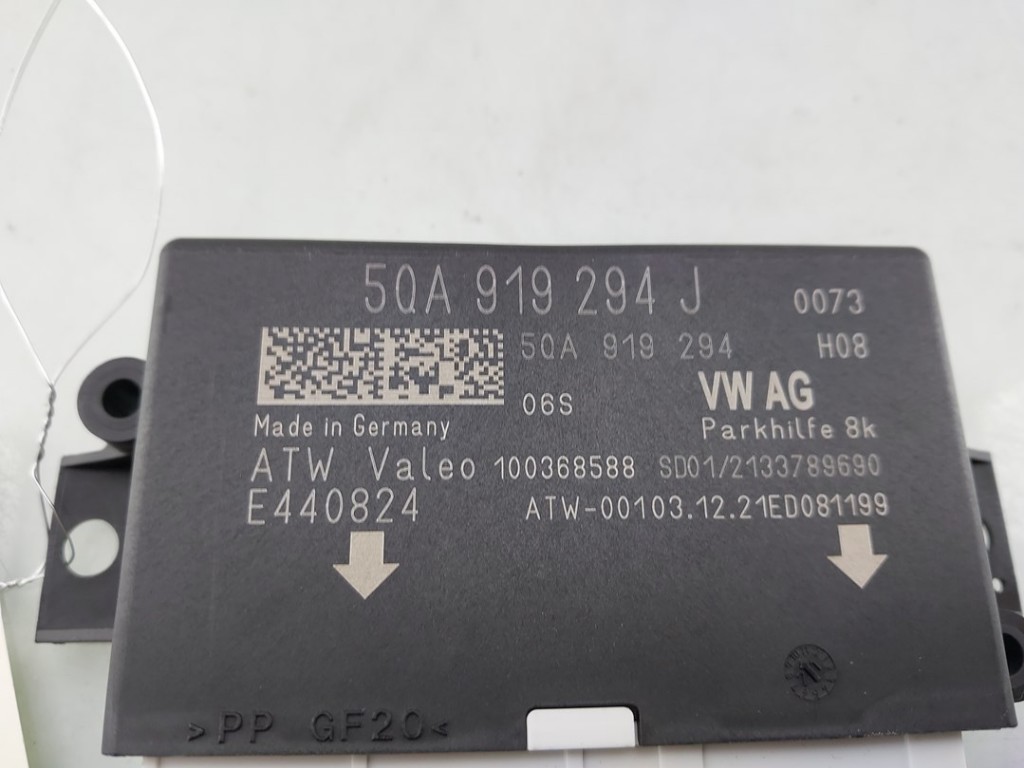 5QA 919 294 J 0073
5QA 919 294 H08
06S VW AG
Made in Germany Parkhilfe 8k
ATW Valeo 100368588 SD01/2133789690
E440824 ATW-00103.12.21ED081199
>PP GF20<